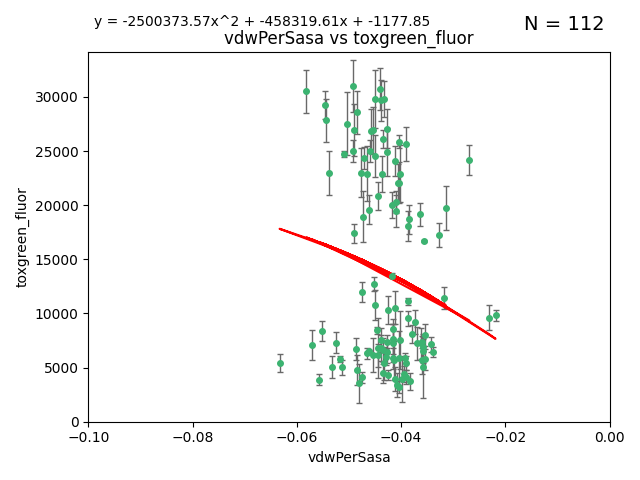 y = -2500373.57x^2 + -458319.61x + -1177.85
N = 112
vdwPerSasa vs toxgreen_fluor
30000
25000
20000
15000
10000
5000
0
toxgreen_fluor
−0.10
−0.08
−0.06
−0.04
−0.02
0.00
vdwPerSasa